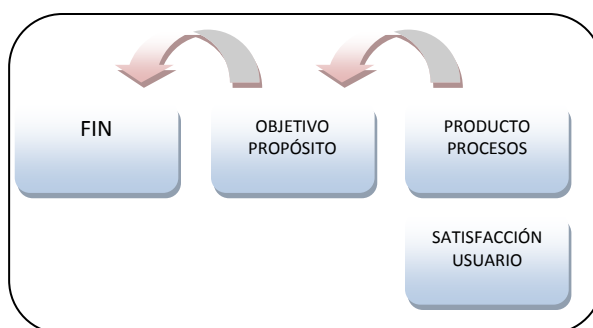 FIN
OBJETIVO
PROPÓSITO
PRODUCTO
PROCESOS
SATISFACCIÓN
USUARIO